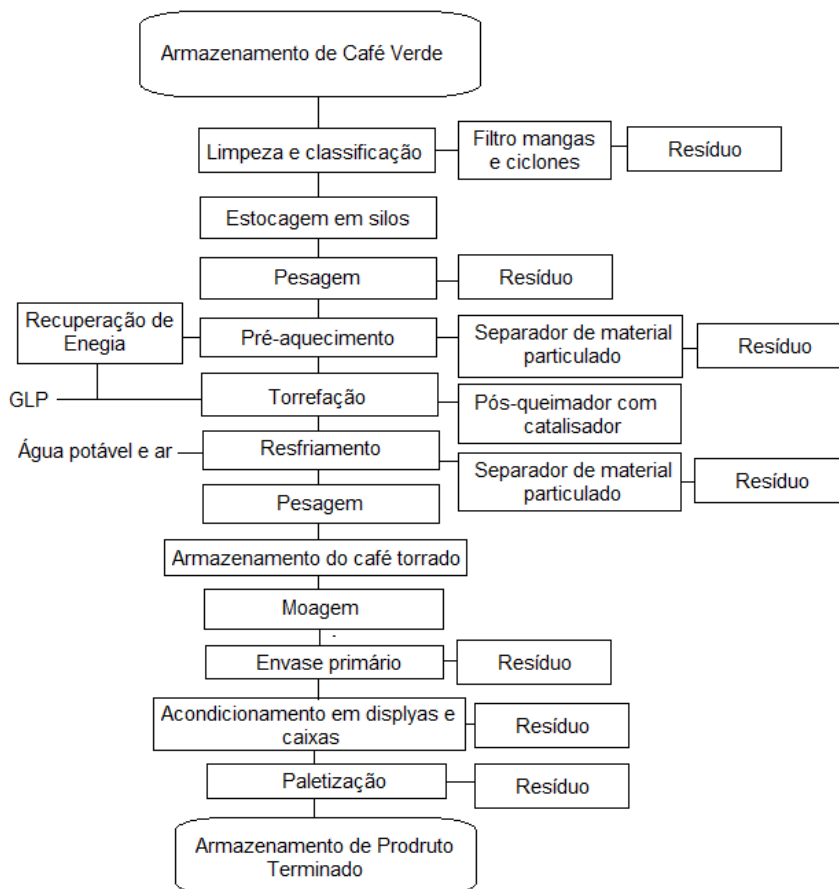 Armazenamento de Café Verde
Limpeza e classificação
Filtro mangas
e ciclones
Resíduo
Estocagem em silos
Pesagem
Resíduo
Recuperação de
Enegia
Pré-aquecimento
Separador de material
particulado
Resíduo
GLP
Torrefação
Pós-queimador com
catalisador
Água potável e ar
Resfriamento
Separador de material
particulado
Resíduo
Pesagem
Armazenamento do café torrado
Moagem
Envase primário
Resíduo
Acondicionamento em displyas e
caixas
Resíduo
Paletização
Resíduo
Armazenamento de Prodruto
Terminado